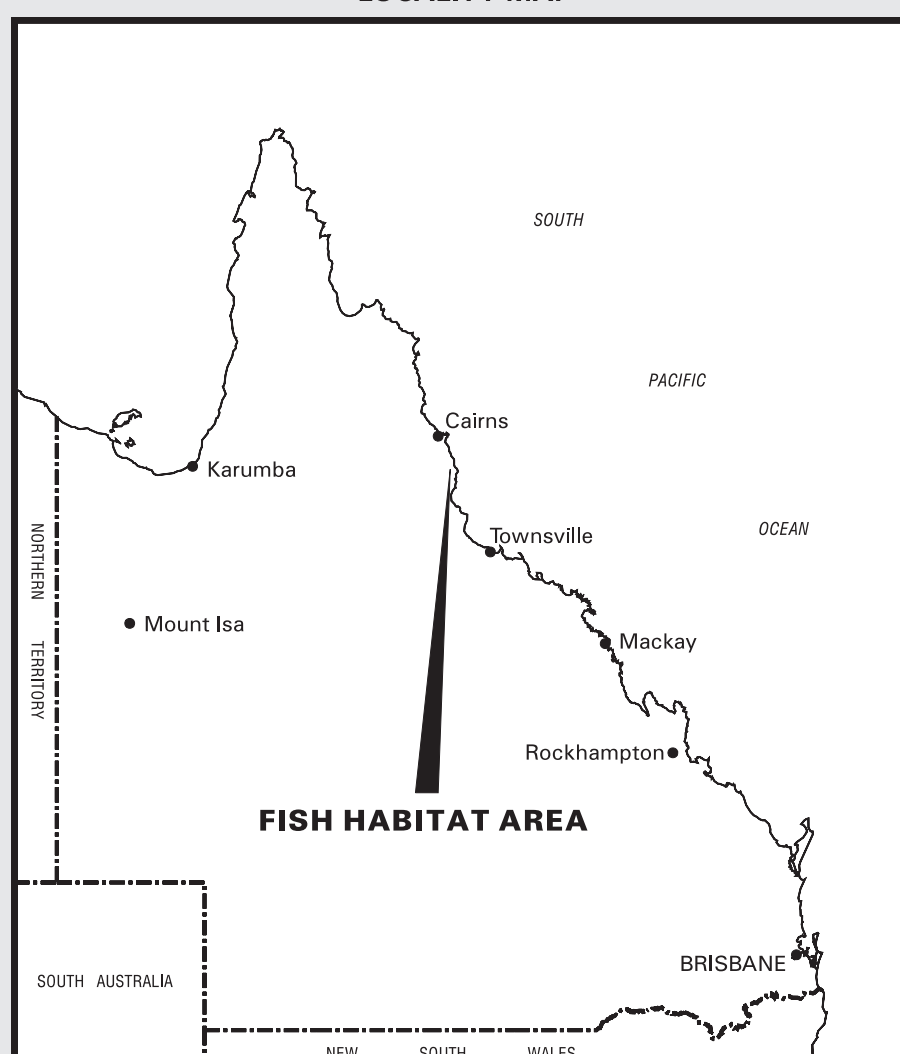 SOUTH
PACIFIC
Cairns
Karumba
OCEAN
Townsville
NORTHERN TERRITORY
Mount Isa
Mackay
Rockhampton
FISH HABITAT AREA
BRISBANE
SOUTH AUSTRALIA
NEW SOUTH WALES